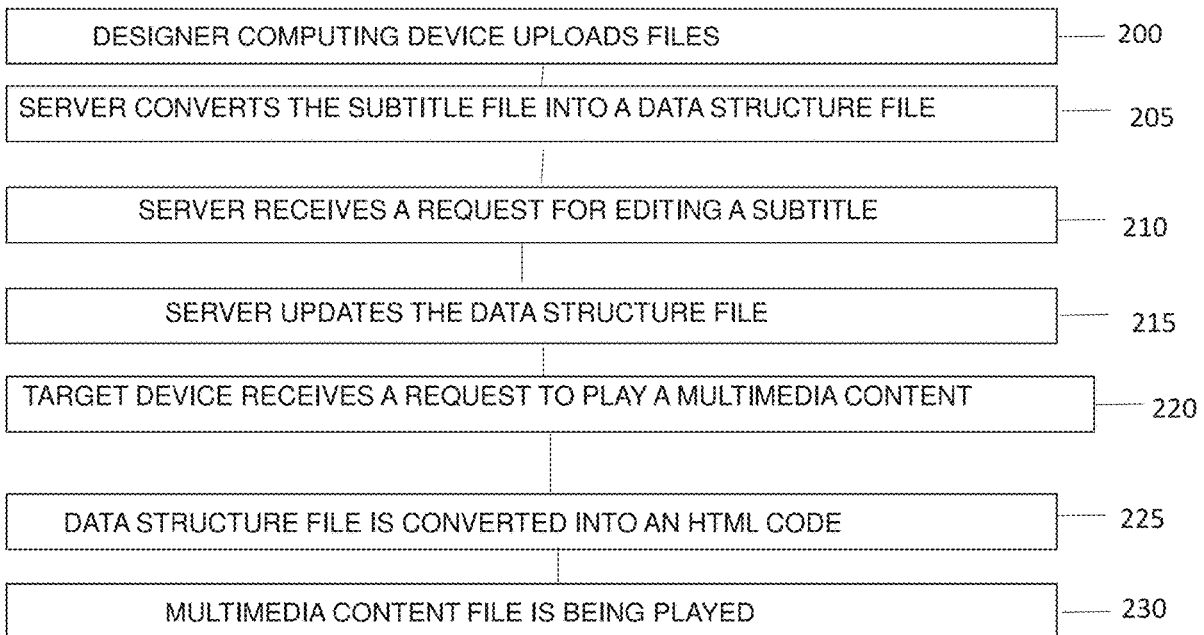 DESIGNER COMPUTING DEVICE UPLOADS FILES 200
SERVER CONVERTS THE SUBTITLE FILE INTO A DATA STRUCTURE FILE 205
SERVER RECEIVES A REQUEST FOR EDITING A SUBTITLE 210
SERVER UPDATES THE DATA STRUCTURE FILE 215
TARGET DEVICE RECEIVES A REQUEST TO PLAY A MULTIMEDIA CONTENT 220
DATA STRUCTURE FILE IS CONVERTED INTO AN HTML CODE 225
MULTIMEDIA CONTENT FILE IS BEING PLAYED 230